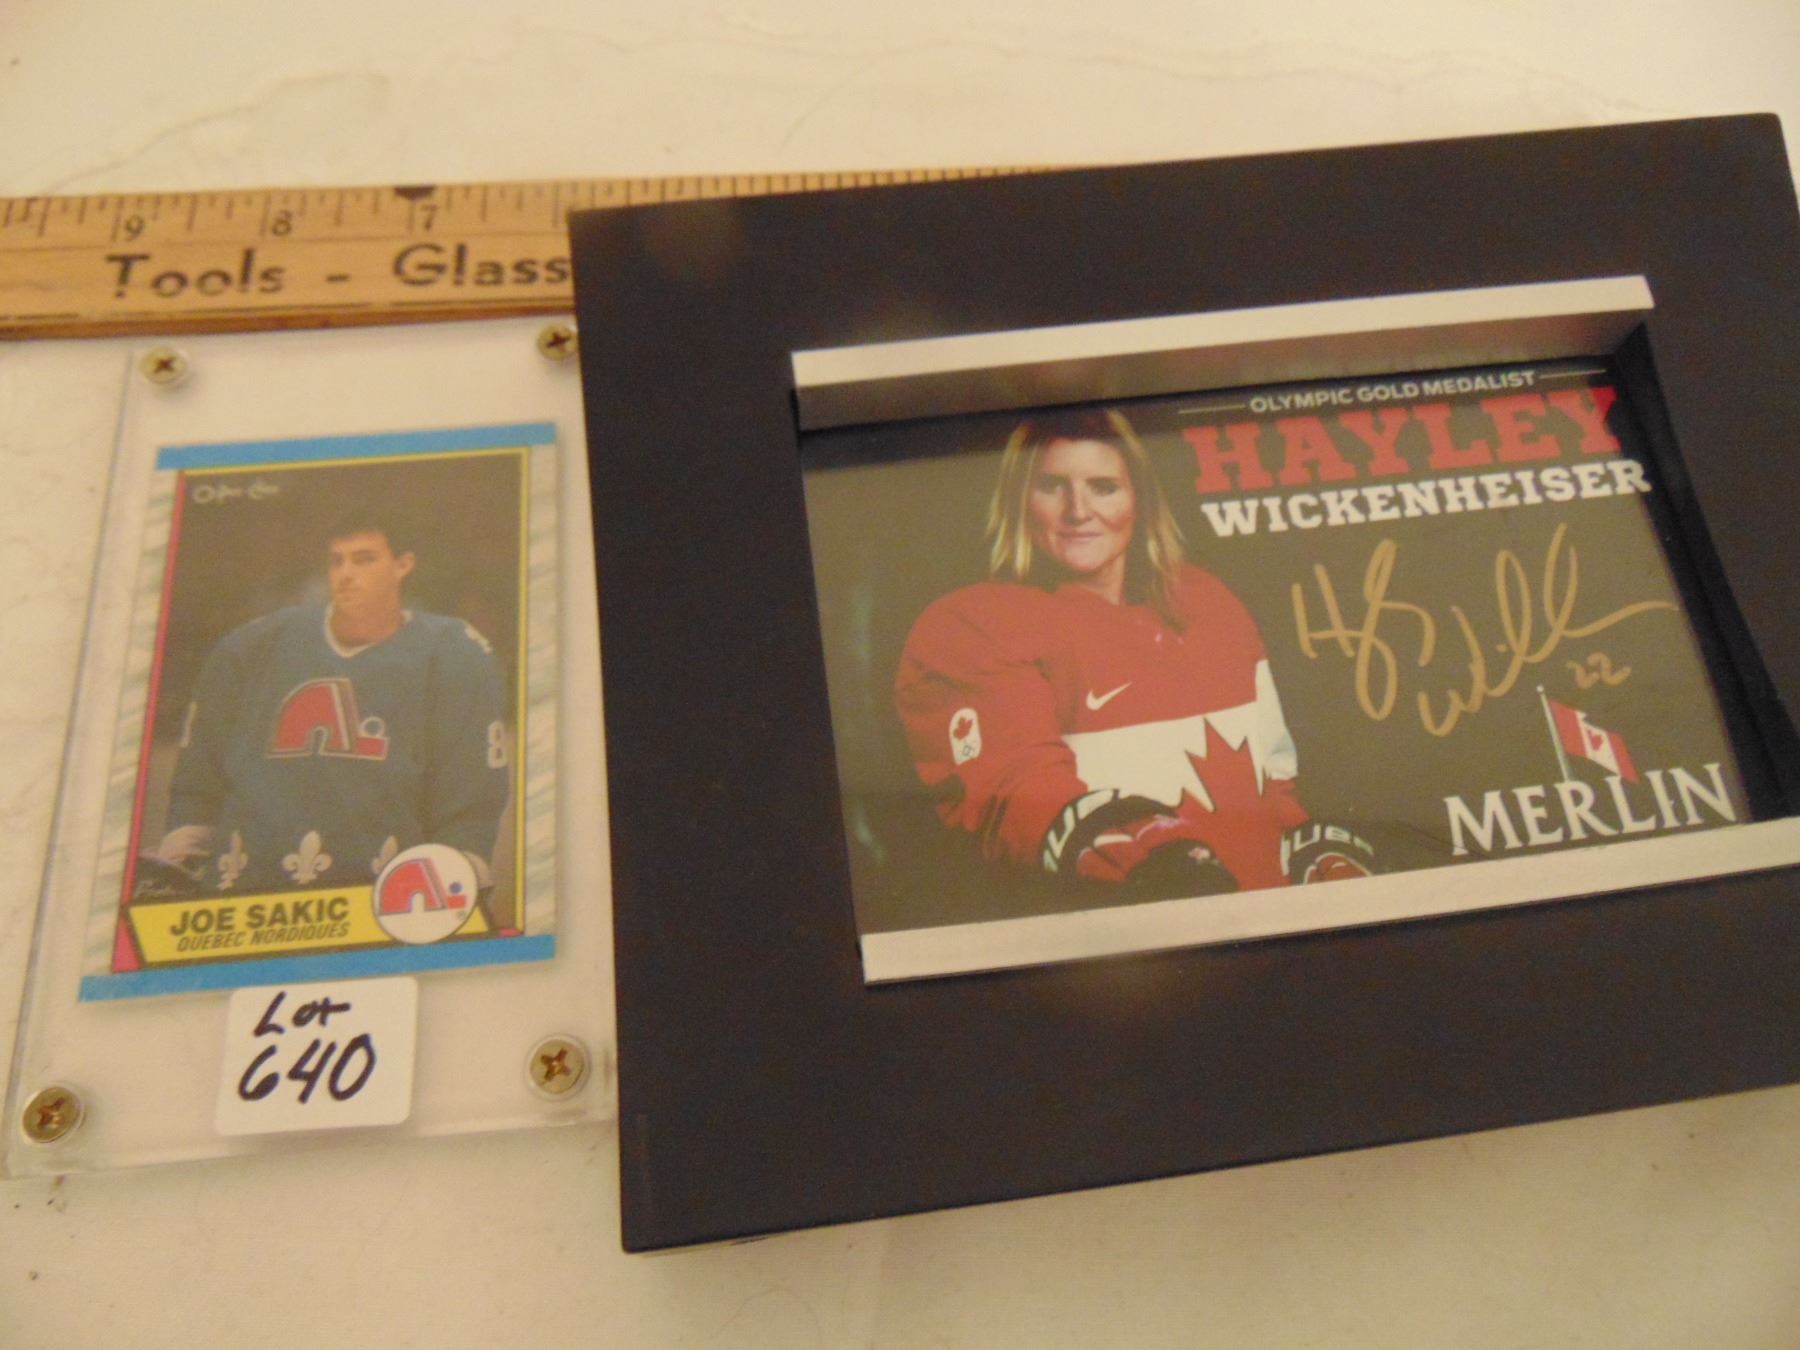 9 8 7
Tools - Glass
O-Pee-Chee
8
JOE SAKIC
QUEBEC NORDIQUES
Lot
640
OLYMPIC GOLD MEDALIST
HAYLEY
WICKENHEISER
22
MERLIN